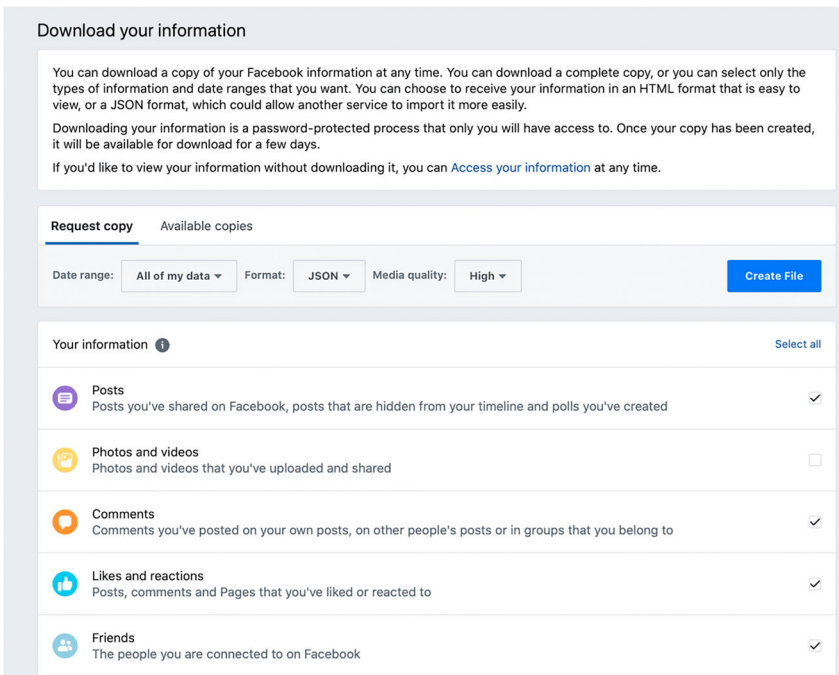 Download your information
You can download a copy of your Facebook information at any time. You can download a complete copy, or you can select only the
types of information and date ranges that you want. You can choose to receive your information in an HTML format that is easy to
view, or a JSON format, which could allow another service to import it more easily.
Downloading your information is a password-protected process that only you will have access to. Once your copy has been created,
it will be available for download for a few days.
If you'd like to view your information without downloading it, you can Access your information at any time.
Request copy Available copies
Date range: All of my data Format: JSON Media quality: High Create File
Your information Select all
Posts
Posts you've shared on Facebook, posts that are hidden from your timeline and polls you've created
Photos and videos
Photos and videos that you've uploaded and shared
Comments
Comments you've posted on your own posts, on other people's posts or in groups that you belong to
Likes and reactions
Posts, comments and Pages that you've liked or reacted to
Friends
The people you are connected to on Facebook